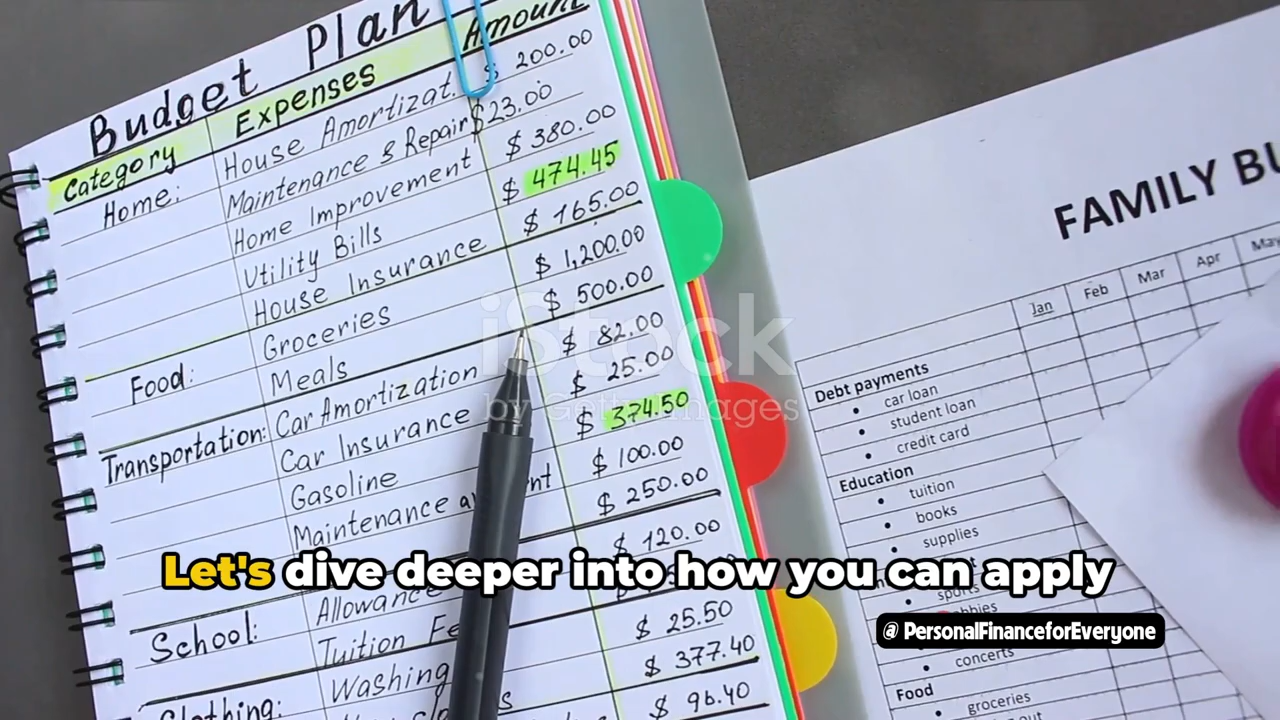 Budget Plan
Category Expenses Amount
Home: House Amortizat. $ 200.00
Maintenance & Repair $23.00
Home Improvement $ 380.00
Utility Bills $ 474.45
House Insurance $ 165.00
Food: Groceries $ 1,200.00
Meals $ 500.00
Transportation: Car Amortization $ 82.00
Car Insurance $ 25.00
Gasoline $ 374.50
Maintenance $ 100.00
$ 250.00
School: Allowance $ 120.00
Tuition
Clothing: Washing $ 25.50
$ 377.40
$ 96.40
FAMILY
Jan Feb Mar Apr May
Debt payments
• car loan
• student loan
• credit card
Education
• tuition
• books
• supplies
• concerts
Food
• groceries
iStock
by Getty Images
Let's dive deeper into how you can apply
@ PersonalFinanceforEveryone